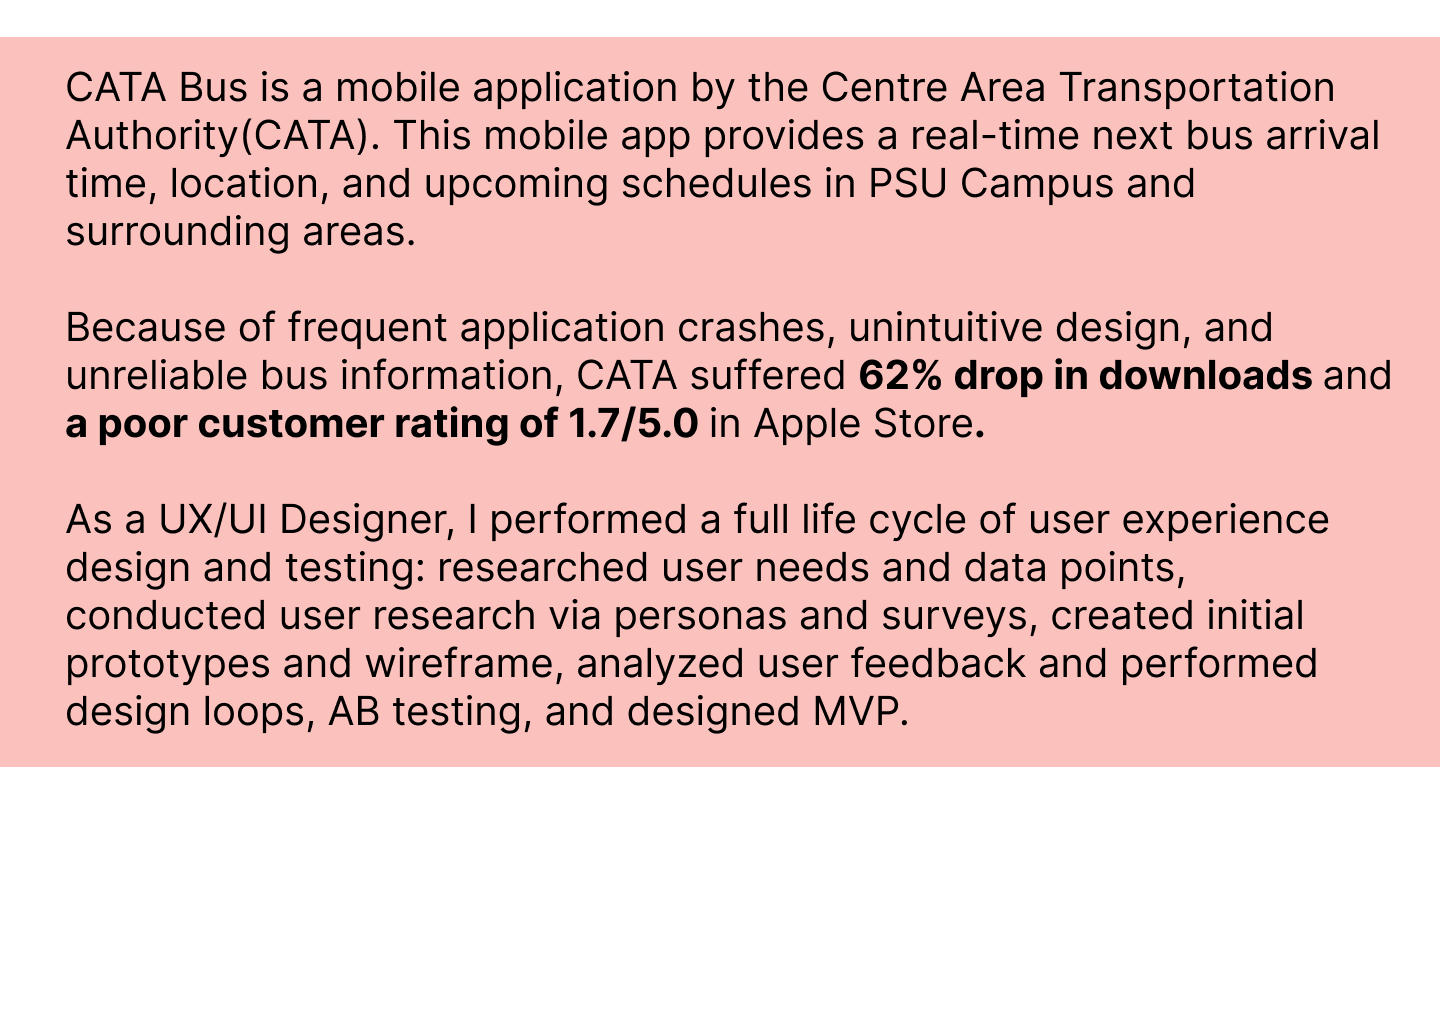 CATA Bus is a mobile application by the Centre Area Transportation
Authority(CATA). This mobile app provides a real-time next bus arrival
time, location, and upcoming schedules in PSU Campus and
surrounding areas.
Because of frequent application crashes, unintuitive design, and
unreliable bus information, CATA suffered 62% drop in downloads and
a poor customer rating of 1.7/5.0 in Apple Store.
As a UX/UI Designer, I performed a full life cycle of user experience
design and testing: researched user needs and data points,
conducted user research via personas and surveys, created initial
prototypes and wireframe, analyzed user feedback and performed
design loops, AB testing, and designed MVP.